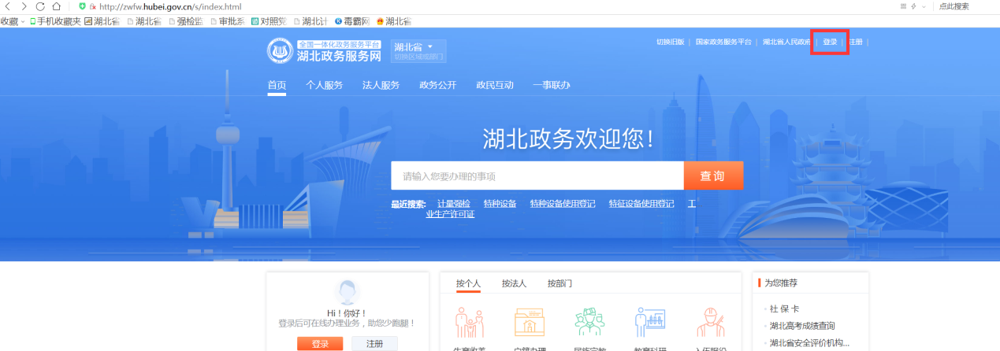 http://zwfw.hubei.gov.cn/s/index.html
点此搜索
收藏 手机收藏夹 湖北省 湖北省 强检监 审批系 对照党 湖北计 毒霸网 湖北省
全国一体化政务服务平台
湖北政务服务网
湖北省
切换区域或部门
切换旧版 | 国家政务服务平台 | 湖北省人民政府 | 登录 | 注册 |
首页 个人服务 法人服务 政务公开 政民互动 一事联办
湖北政务欢迎您!
请输入您要办理的事项
查询
最近搜索: 计量强检 特种设备 特种设备使用登记 特征设备使用登记 工
业生产许可证
按个人 按法人 按部门
为您推荐
Hi！你好！
登录后可在线办理业务，助您少跑腿！
登录 注册
社 保 卡
湖北高考成绩查询
湖北省安全评价机构...
生育收养 户籍办理 民族宗教 教育科研 入伍服役